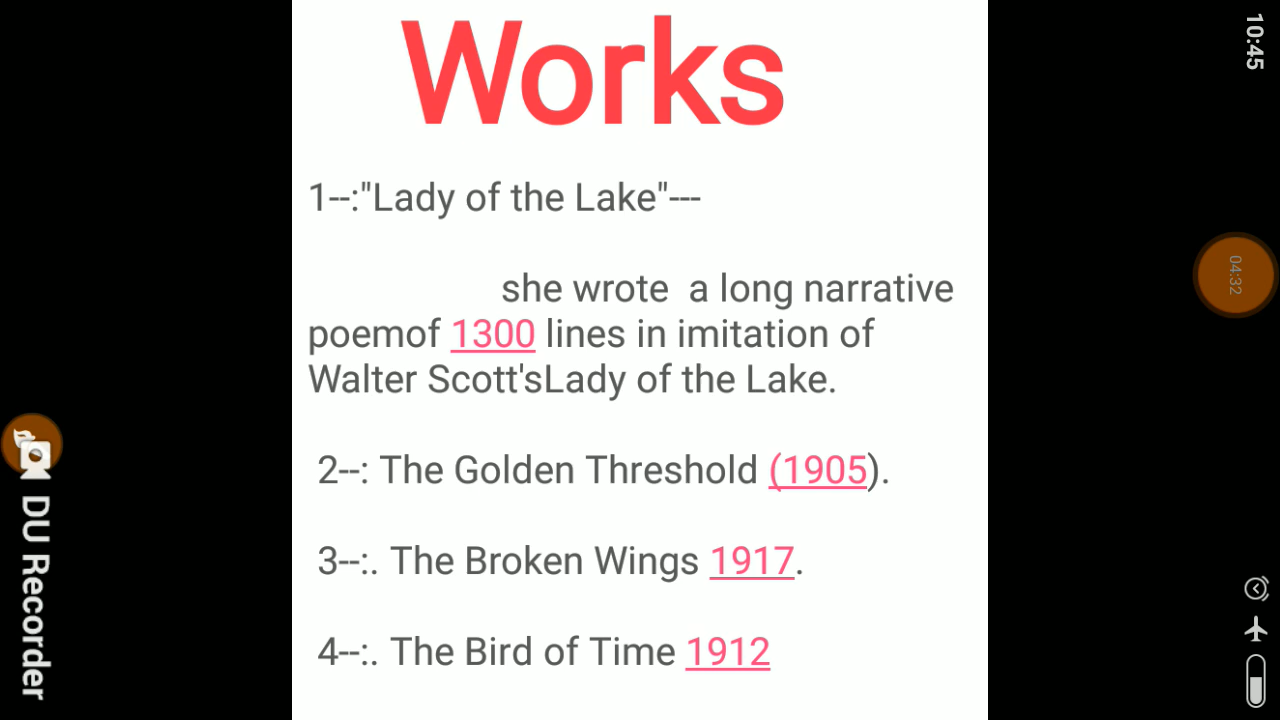 Works
1--:"Lady of the Lake"---
she wrote  a long narrative
poemof 1300 lines in imitation of
Walter Scott'sLady of the Lake.
2--: The Golden Threshold (1905).
3--:. The Broken Wings 1917.
4--:. The Bird of Time 1912
DU Recorder
10:45
04:32